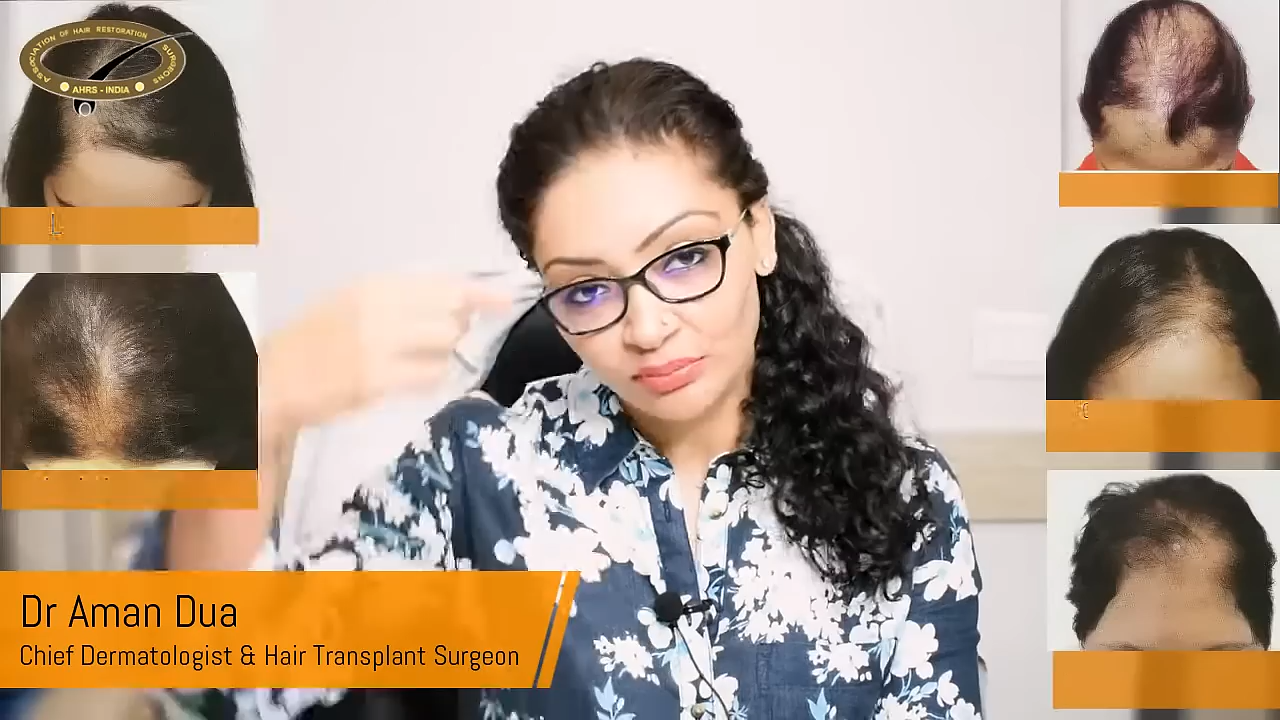 ASSOCIATION OF HAIR RESTORATION SURGEONS
AHRS - INDIA
Dr Aman Dua
Chief Dermatologist & Hair Transplant Surgeon